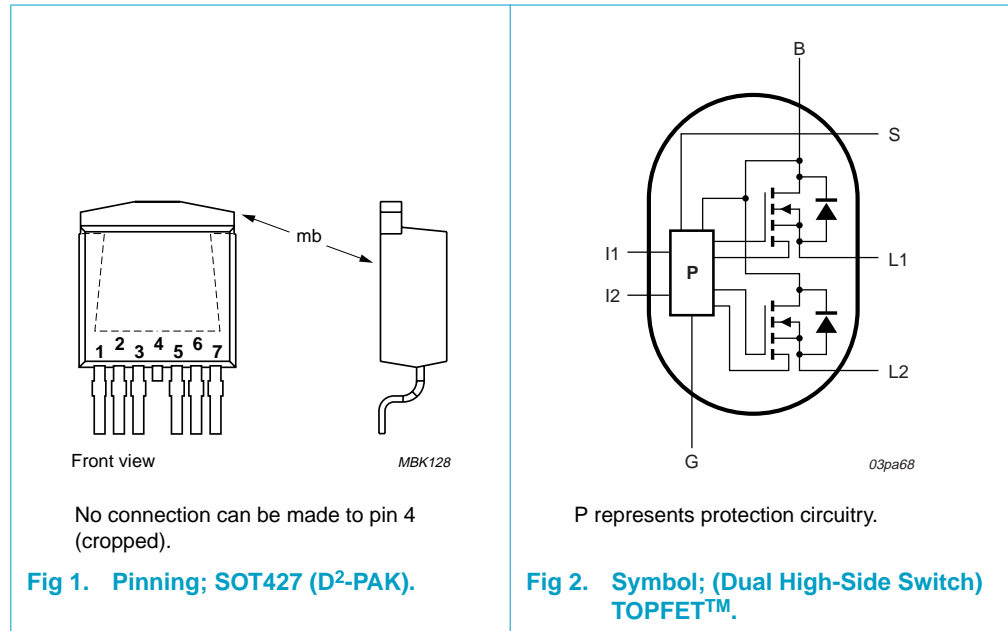 mb
1 2 3 4 5 6 7
Front view
MBK128
No connection can be made to pin 4
(cropped).
Fig 1. Pinning; SOT427 (D²-PAK).
B
S
I1
P
L1
I2
L2
G
03pa68
P represents protection circuitry.
Fig 2. Symbol; (Dual High-Side Switch)
TOPFET™.